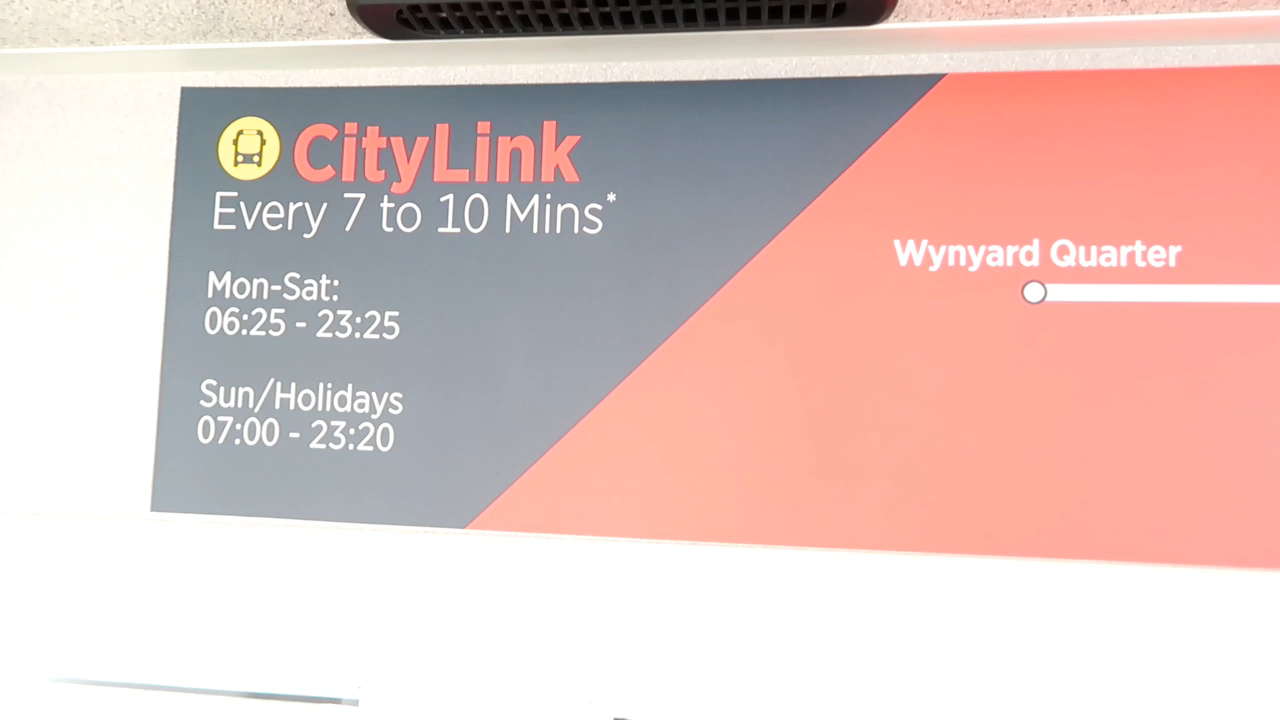 CityLink
Every 7 to 10 Mins*
Mon-Sat:
06:25 - 23:25
Sun/Holidays
07:00 - 23:20
Wynyard Quarter